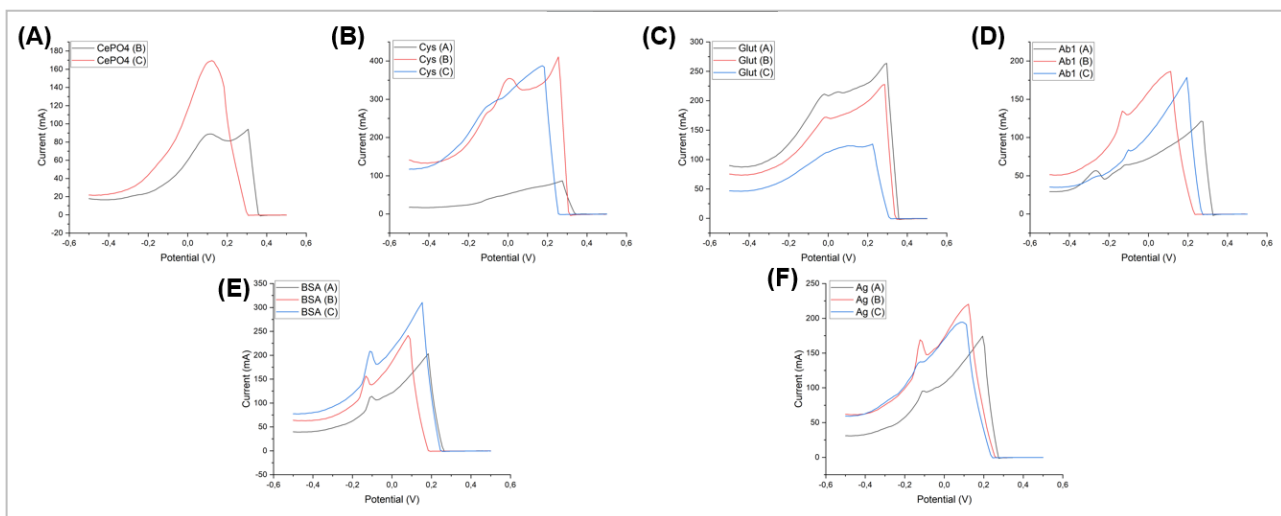 (A)
CePO4 (B)
CePO4 (C)
Current (mA)
180
160
140
120
100
80
60
40
20
0
-20
-0,6 -0,4 -0,2 0,0 0,2 0,4 0,6
Potential (V)
(B)
Cys (A)
Cys (B)
Cys (C)
Current (mA)
400
300
200
100
0
-0,6 -0,4 -0,2 0,0 0,2 0,4 0,6
Potential (V)
(C)
Glut (A)
Glut (B)
Glut (C)
Current (mA)
300
250
200
150
100
50
0
-0,6 -0,4 -0,2 0,0 0,2 0,4 0,6
Potential (V)
(D)
Ab1 (A)
Ab1 (B)
Ab1 (C)
Current (mA)
200
150
100
50
0
-0,6 -0,4 -0,2 0,0 0,2 0,4 0,6
Potential (V)
(E)
BSA (A)
BSA (B)
BSA (C)
Current (mA)
350
300
250
200
150
100
50
0
-50
-0,6 -0,4 -0,2 0,0 0,2 0,4 0,6
Potential (V)
(F)
Ag (A)
Ag (B)
Ag (C)
Current (mA)
250
200
150
100
50
0
-0,6 -0,4 -0,2 0,0 0,2 0,4 0,6
Potential (V)